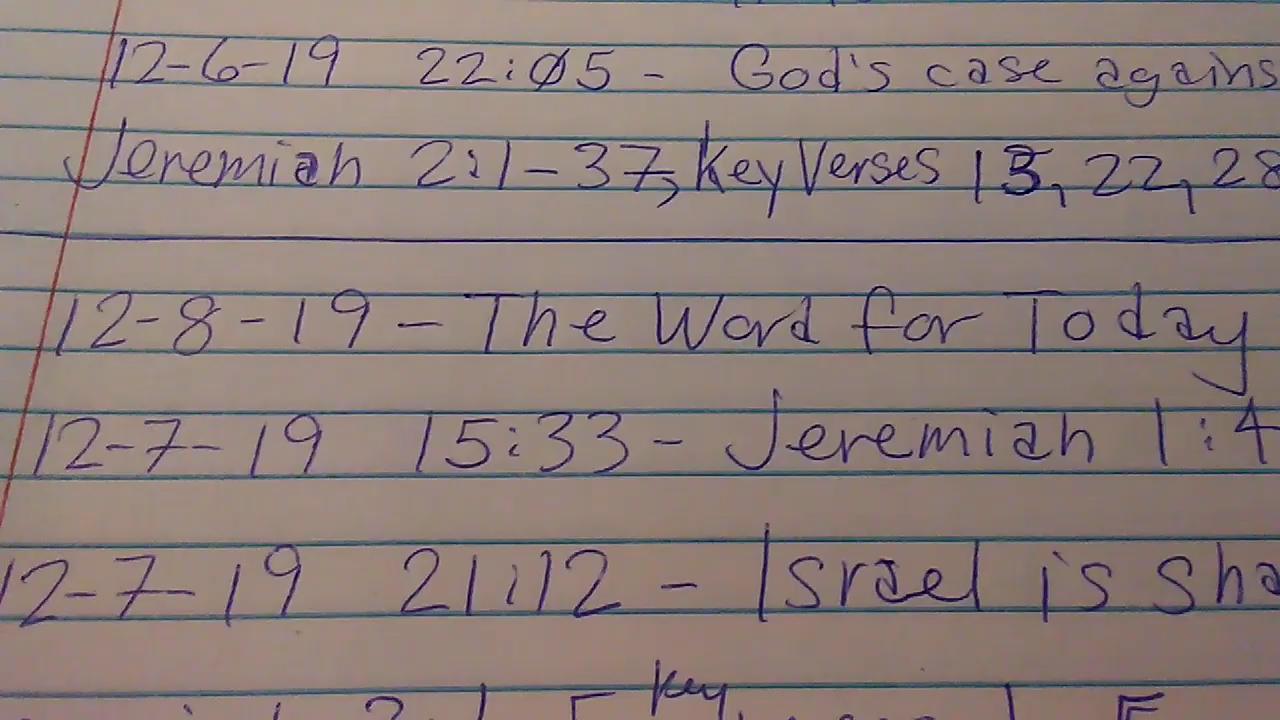 12-6-19 22:05 - God's case agains
Jeremiah 2:1-37, Key Verses 13, 22, 28
12-8-19 - The Word for Today
12-7-19 15:33 - Jeremiah 1:4
12-7-19 21:12 - Israel is sha
key